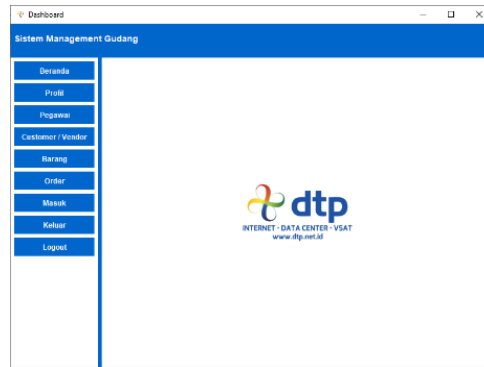 Dashboard
Sistem Management Gudang
Beranda
Profil
Pegawai
Customer / Vendor
Barang
Order
Masuk
Keluar
Logout
dtp
INTERNET - DATA CENTER - VSAT
www.dtp.net.id